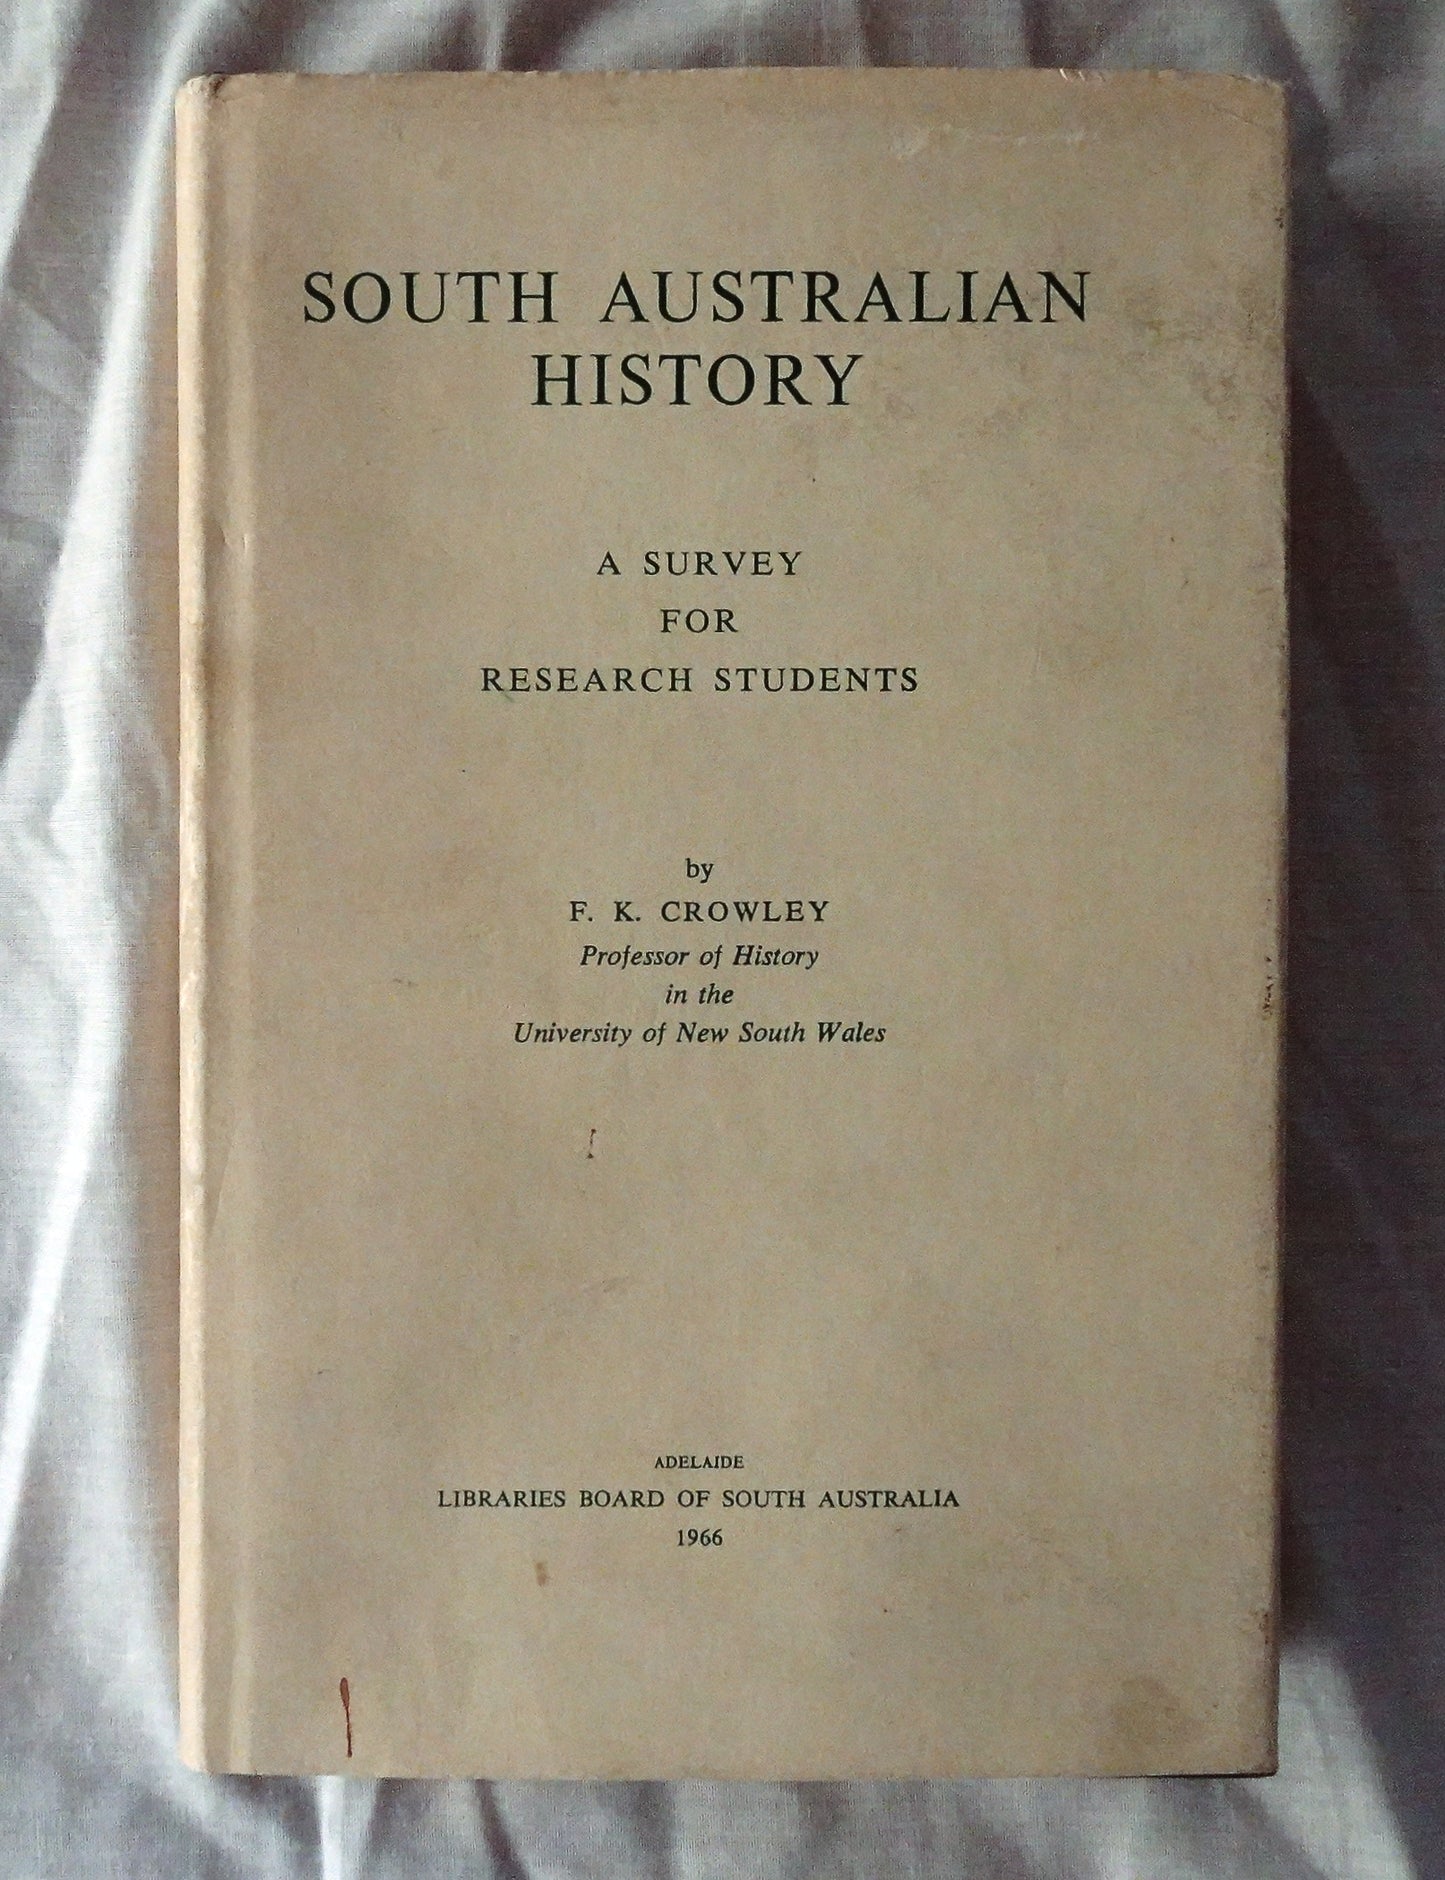 SOUTH AUSTRALIAN
HISTORY
A SURVEY
FOR
RESEARCH STUDENTS
by
F. K. CROWLEY
Professor of History
in the
University of New South Wales
ADELAIDE
LIBRARIES BOARD OF SOUTH AUSTRALIA
1966